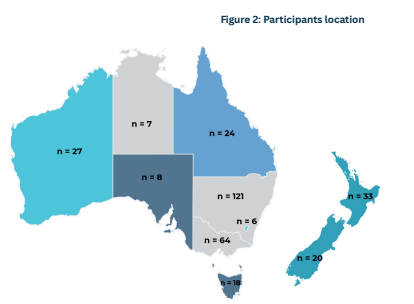 Figure 2: Participants location
n = 7
n = 24
n = 27
n = 8
n = 121
n = 33
n = 6
n = 64
n = 20
n = 18